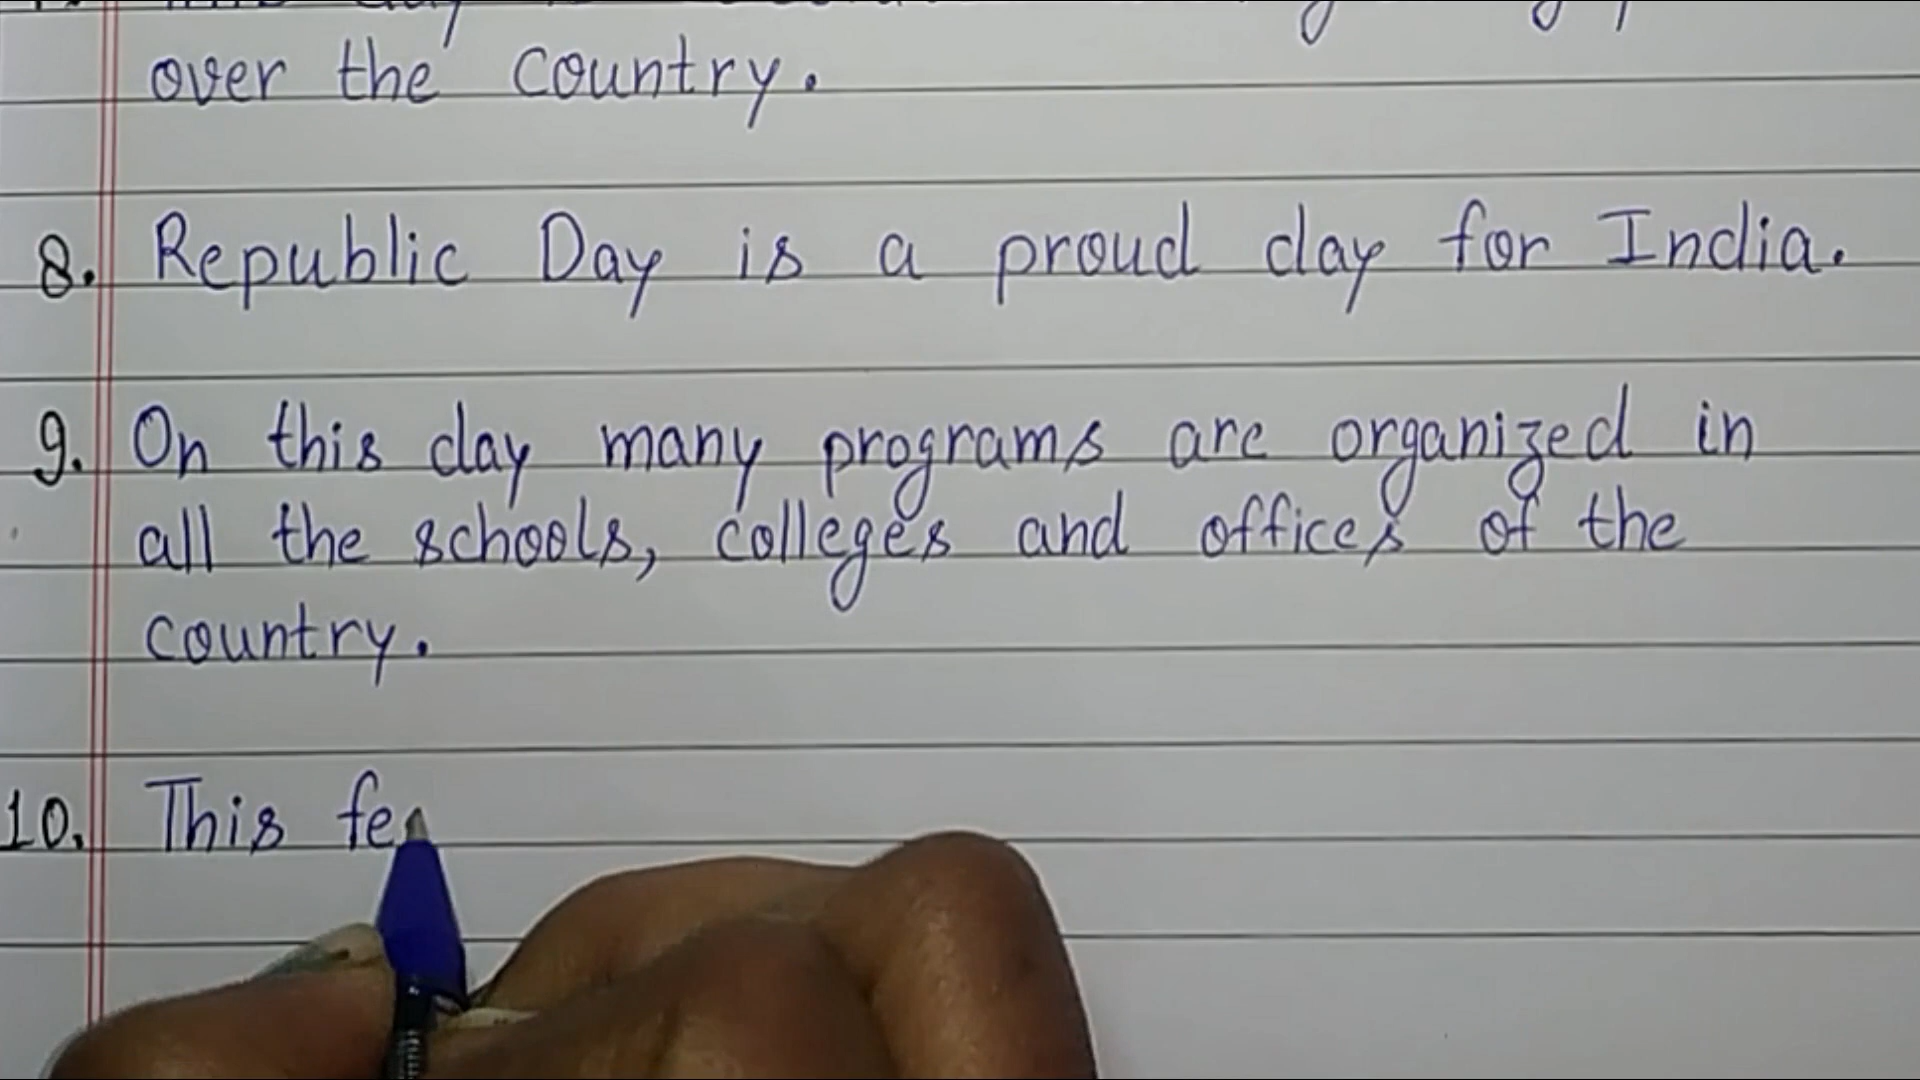 over the country.
8. Republic Day is a proud day for India.
9. On this day many programs are organized in
all the schools, colleges and offices of the
country.
10. This fe